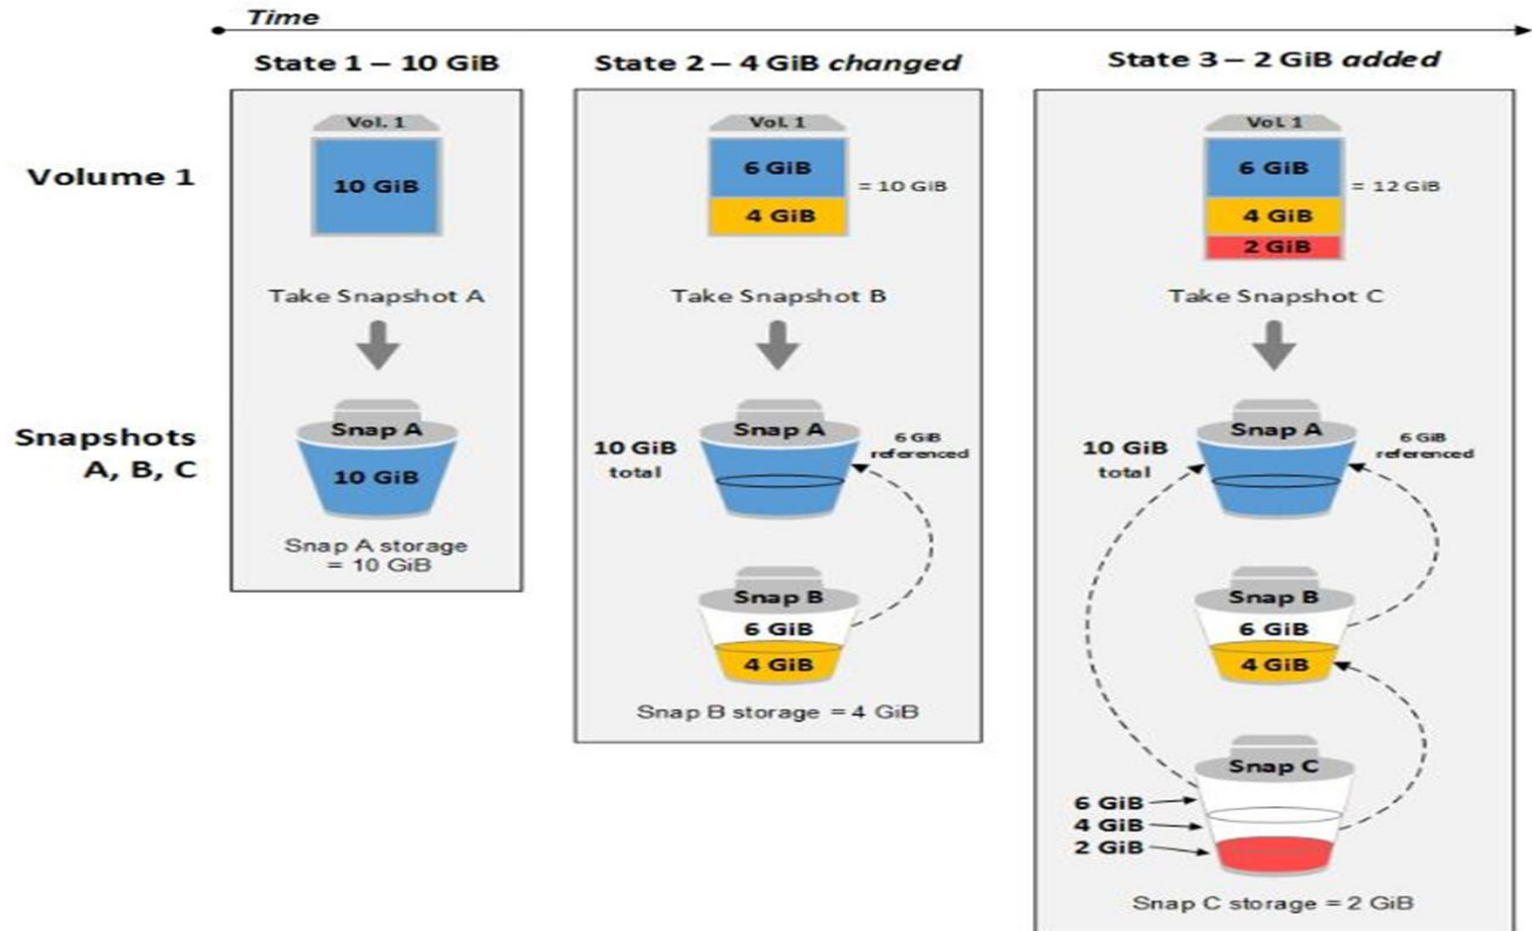 Time
State 1 – 10 GiB
State 2 – 4 GiB changed
State 3 – 2 GiB added
Volume 1
Vol. 1
10 GiB
Vol. 1
6 GiB
4 GiB
= 10 GiB
Vol. 1
6 GiB
4 GiB
2 GiB
= 12 GiB
Take Snapshot A
Take Snapshot B
Take Snapshot C
Snapshots
A, B, C
Snap A
10 GiB
Snap A storage
= 10 GiB
10 GiB
total
Snap A
6 GiB
referenced
Snap B
6 GiB
4 GiB
Snap B storage = 4 GiB
10 GiB
total
Snap A
6 GiB
referenced
Snap B
6 GiB
4 GiB
Snap C
6 GiB
4 GiB
2 GiB
Snap C storage = 2 GiB